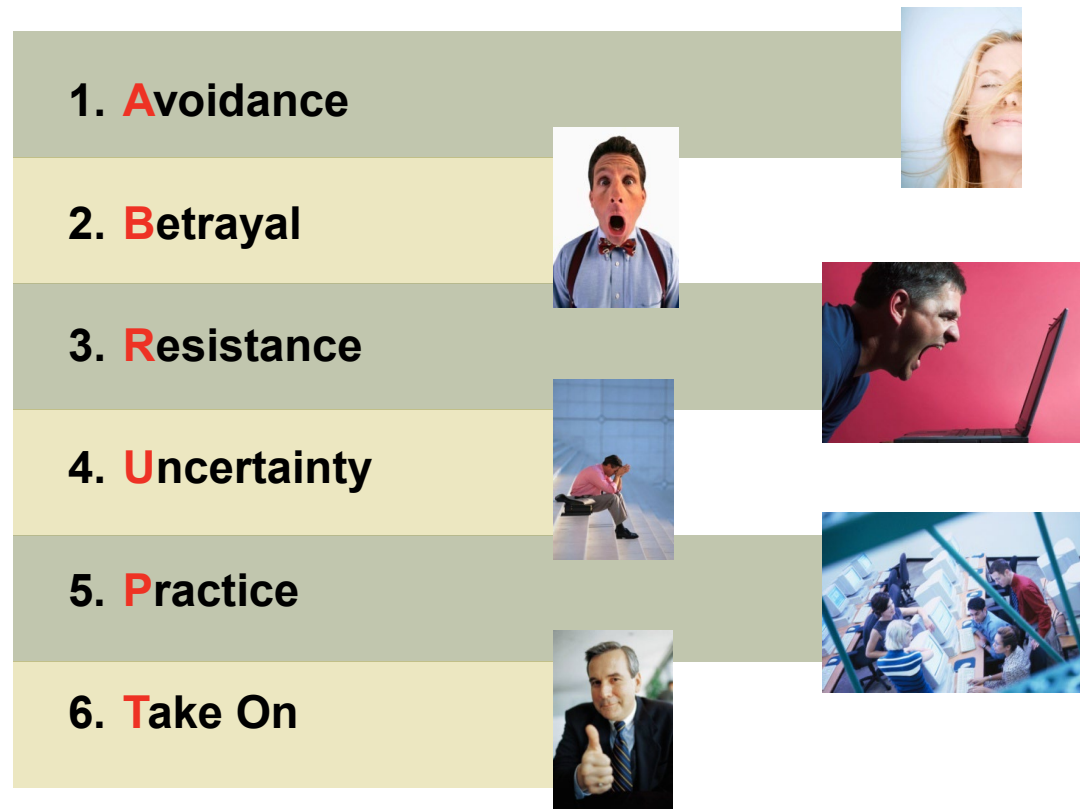 1. Avoidance
2. Betrayal
3. Resistance
4. Uncertainty
5. Practice
6. Take On